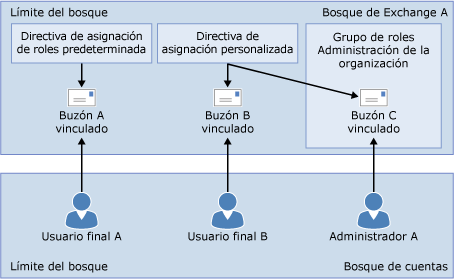 Límite del bosque
Bosque de Exchange A
Directiva de asignación
de roles predeterminada
Directiva de
asignación personalizada
Grupo de roles
Administración de la
organización
Buzón A
vinculado
Buzón B
vinculado
Buzón C
vinculado
Usuario final A
Usuario final B
Administrador A
Límite del bosque
Bosque de cuentas